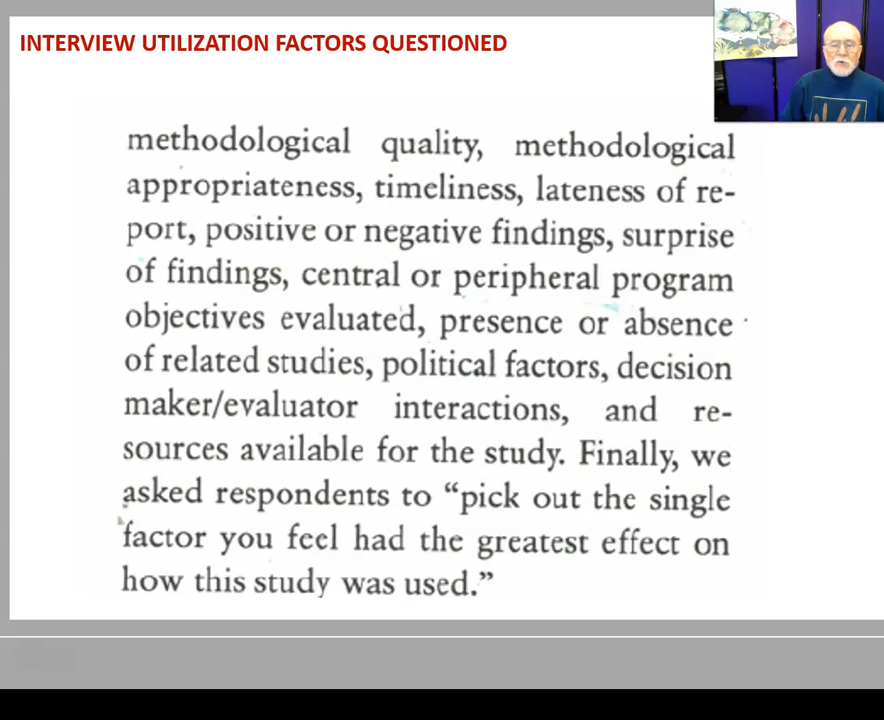 INTERVIEW UTILIZATION FACTORS QUESTIONED
methodological quality, methodological
appropriateness, timeliness, lateness of re-
port, positive or negative findings, surprise
of findings, central or peripheral program
objectives evaluated, presence or absence
of related studies, political factors, decision
maker/evaluator interactions, and re-
sources available for the study. Finally, we
asked respondents to “pick out the single
factor you feel had the greatest effect on
how this study was used.”